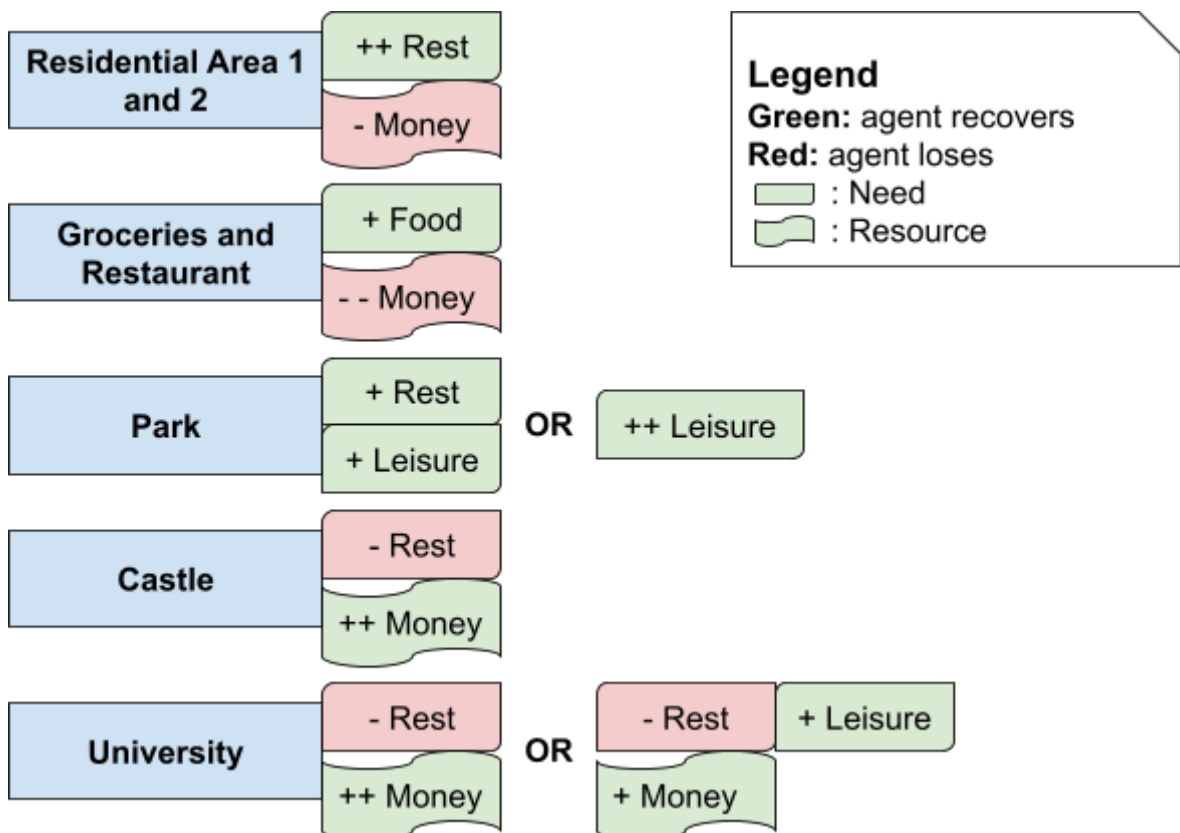 Residential Area 1
and 2
++ Rest
- Money
Legend
Green: agent recovers
Red: agent loses
: Need
: Resource
Groceries and
Restaurant
+ Food
- - Money
Park
+ Rest
+ Leisure
OR
++ Leisure
Castle
- Rest
++ Money
University
- Rest
++ Money
OR
- Rest
+ Leisure
+ Money